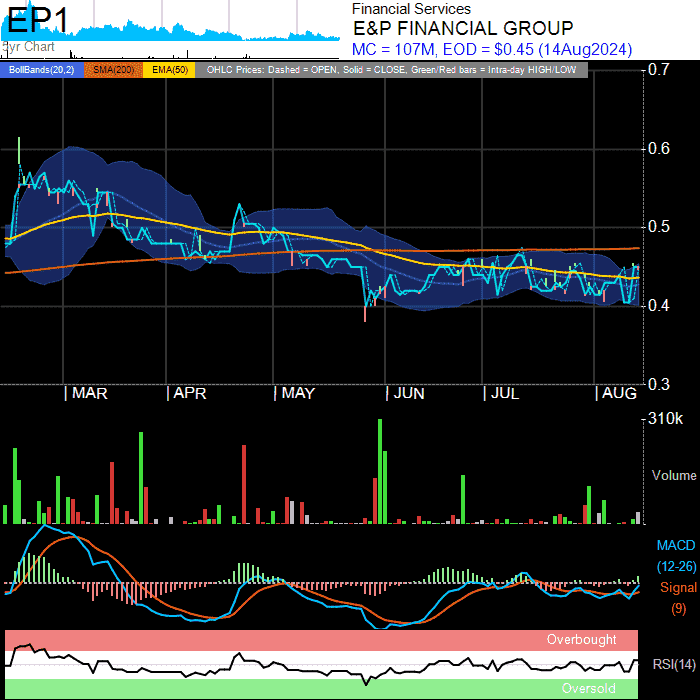 EP1
5yr Chart
Financial Services
E&P FINANCIAL GROUP
MC = 107M, EOD = $0.45 (14Aug2024)
BollBands(20,2) SMA(200) EMA(50) OHLC Prices: Dashed = OPEN, Solid = CLOSE, Green/Red bars = Intra-day HIGH/LOW
0.7
0.6
0.5
0.4
0.3
| MAR | APR | MAY | JUN | JUL | AUG
310k
Volume
MACD
(12-26)
Signal
(9)
Overbought
RSI(14)
Oversold